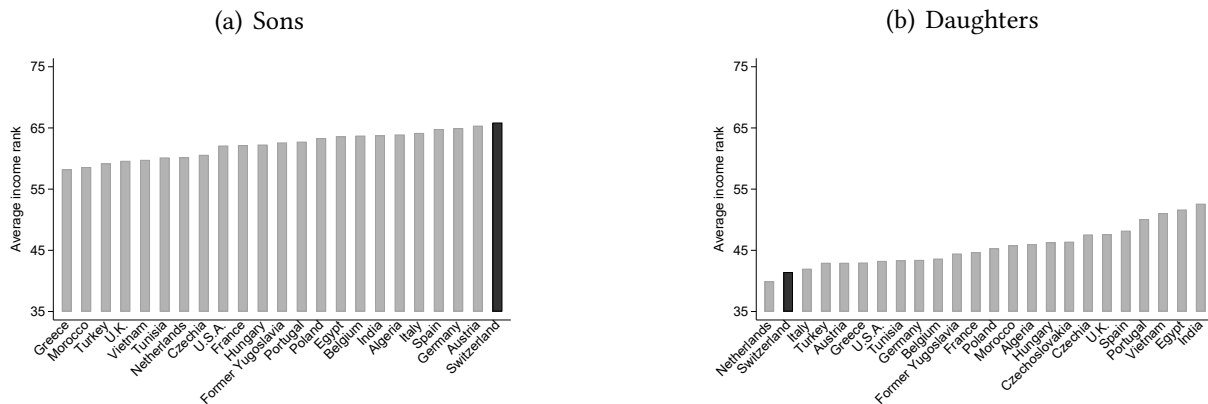 (a) Sons
Average income rank
75
65
55
45
35
Greece
Morocco
Turkey
U.K.
Vietnam
Tunisia
Netherlands
Czechia
U.S.A.
France
Hungary
Former Yugoslavia
Portugal
Poland
Egypt
Belgium
India
Algeria
Italy
Spain
Germany
Austria
Switzerland
(b) Daughters
Average income rank
75
65
55
45
35
Netherlands
Switzerland
Italy
Turkey
Austria
Greece
U.S.A.
Tunisia
Germany
Belgium
Former Yugoslavia
France
Poland
Morocco
Algeria
Hungary
Czechoslovakia
Czechia
U.K.
Spain
Portugal
Vietnam
Egypt
India